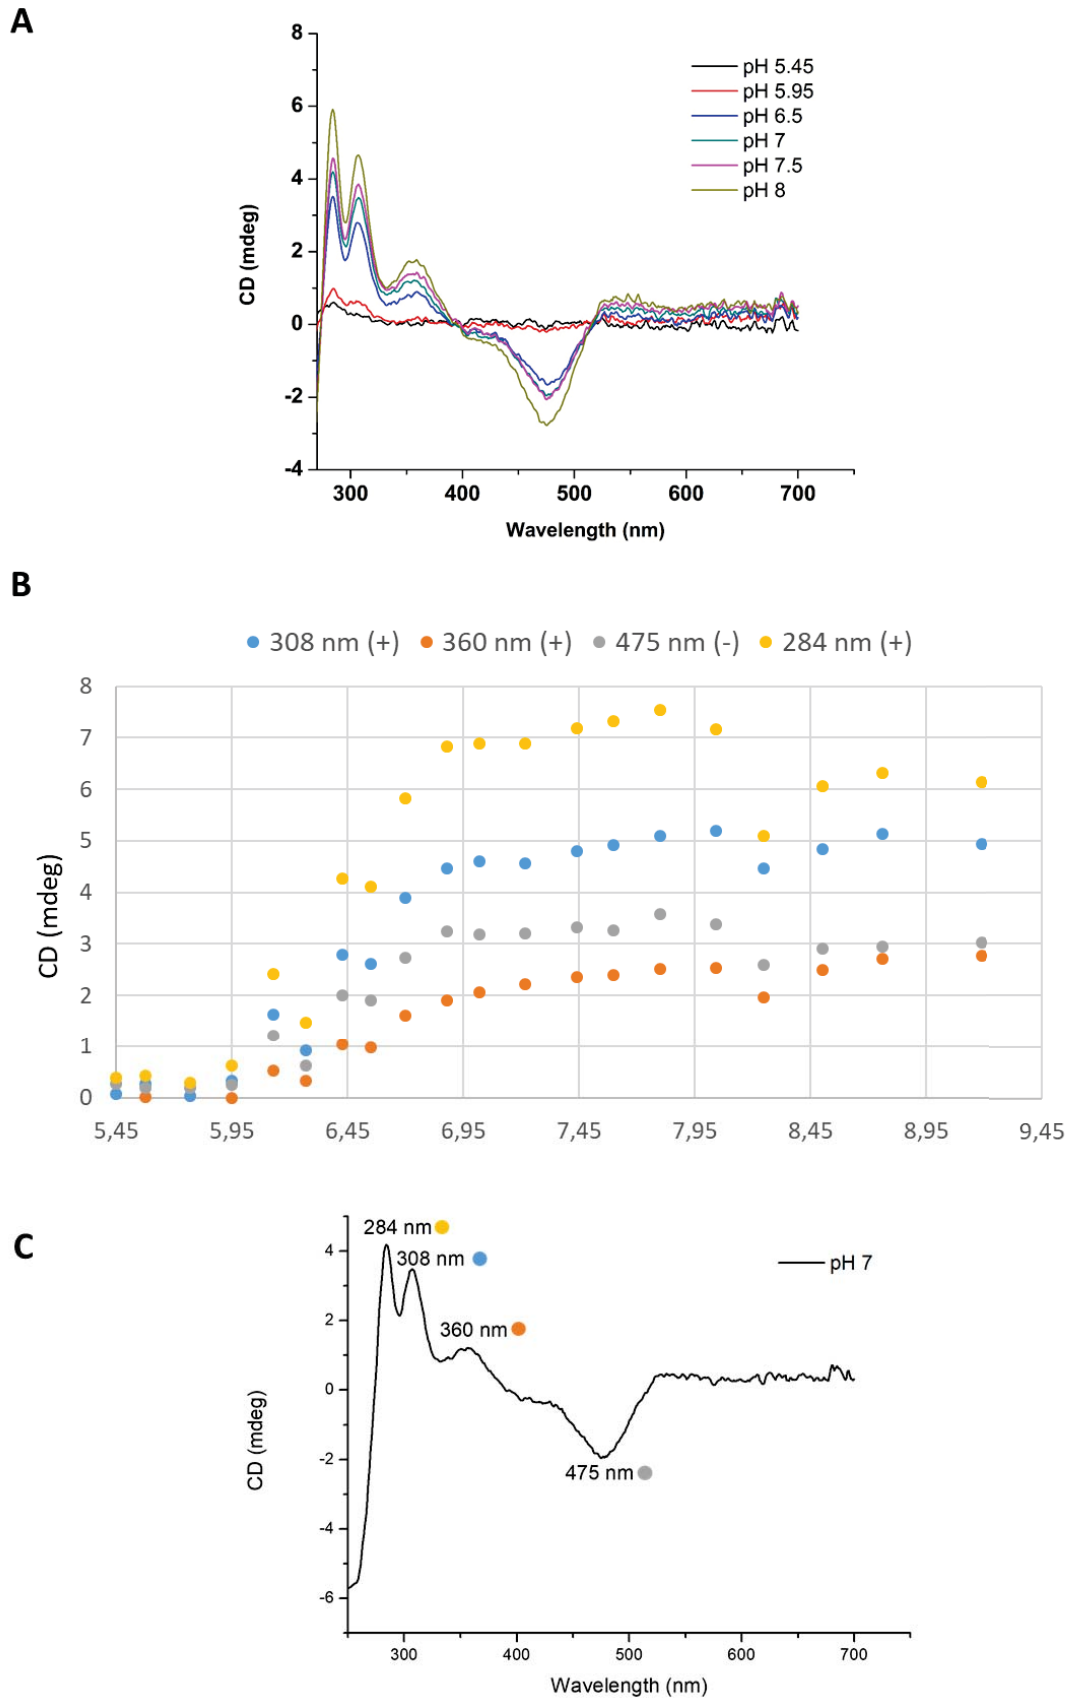 A
8
6
4
2
0
-2
-4
CD (mdeg)
pH 5.45
pH 5.95
pH 6.5
pH 7
pH 7.5
pH 8
300 400 500 600 700
Wavelength (nm)
B
308 nm (+) 360 nm (+) 475 nm (-) 284 nm (+)
8
7
6
5
4
3
2
1
0
CD (mdeg)
5,45 5,95 6,45 6,95 7,45 7,95 8,45 8,95 9,45
C
284 nm
308 nm
360 nm
475 nm
pH 7
4
2
0
-2
-4
-6
CD (mdeg)
300 400 500 600 700
Wavelength (nm)